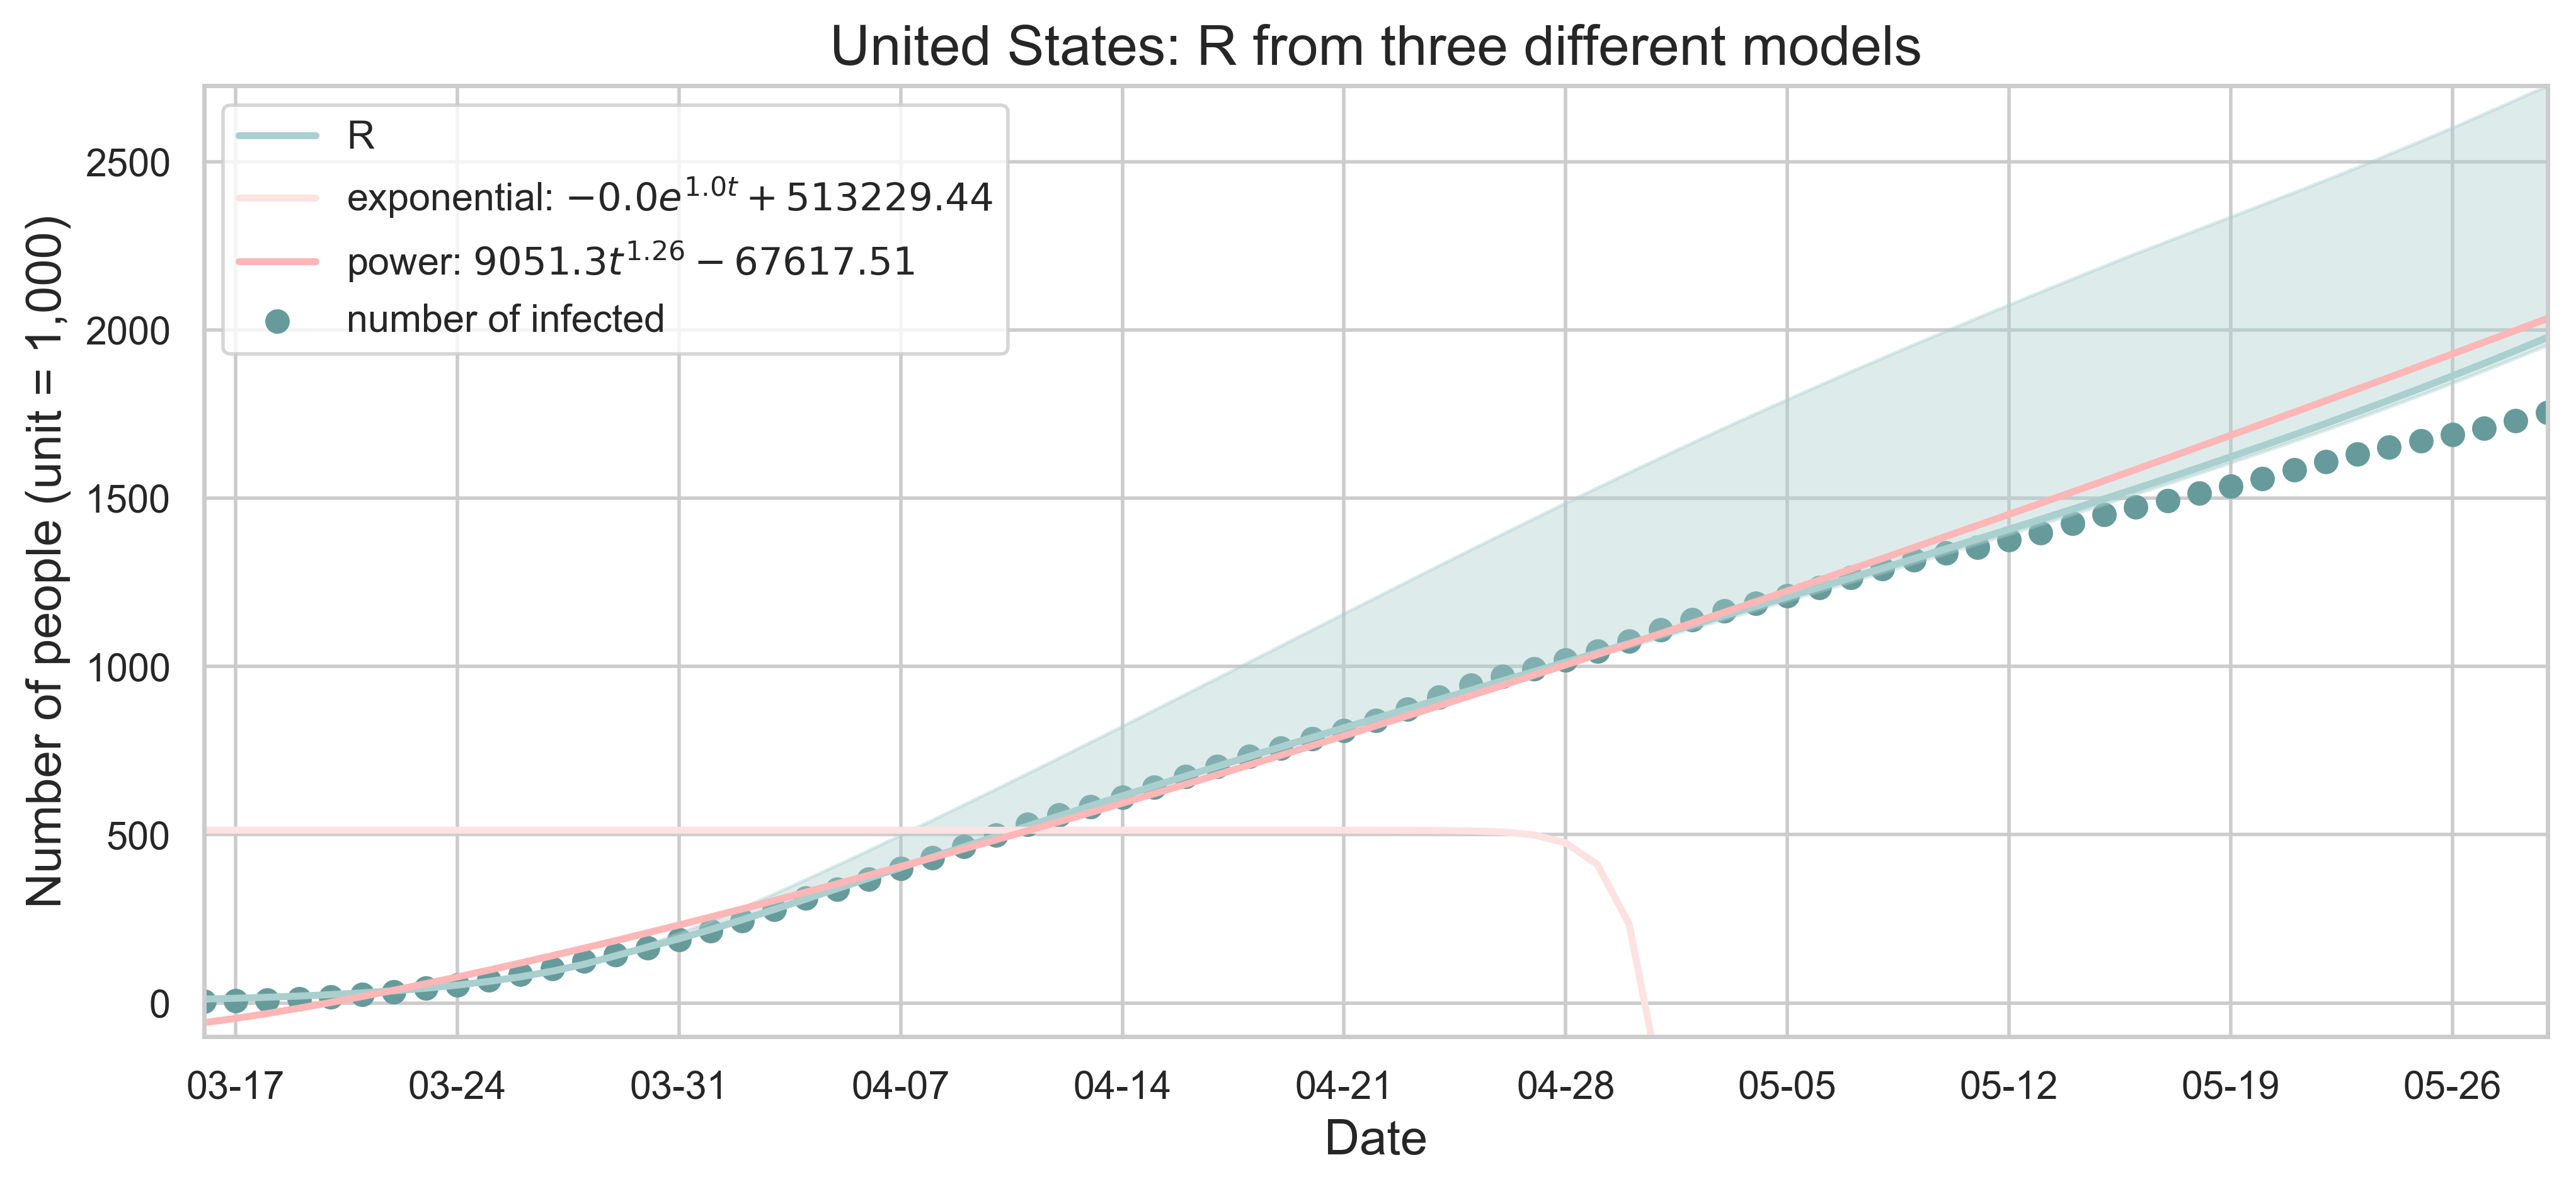 United States: R from three different models
R
exponential: −0.0e^{1.0t} + 513229.44
power: 9051.3t^{1.26} − 67617.51
number of infected
Number of people (unit = 1,000)
2500
2000
1500
1000
500
0
03-17 03-24 03-31 04-07 04-14 04-21 04-28 05-05 05-12 05-19 05-26
Date